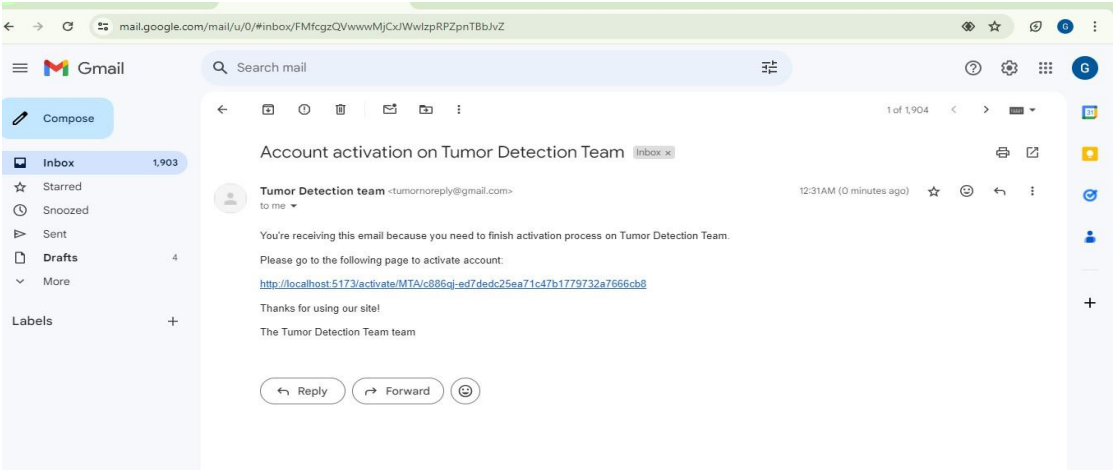 mail.google.com/mail/u/0/#inbox/FMfcgzQVwwwMjCxJWwIzpRPZpnTBbJvZ
G
Gmail
Search mail
G
Compose
1 of 1,904
31
Inbox 1,903
Starred
Snoozed
Sent
Drafts 4
More
Labels
Account activation on Tumor Detection Team Inbox x
Tumor Detection team <tumornoreply@gmail.com> 12:31 AM (0 minutes ago)
to me
You're receiving this email because you need to finish activation process on Tumor Detection Team.
Please go to the following page to activate account:
http://localhost:5173/activate/MTA/c886qj-ed7dedc25ea71c47b1779732a7666cb8
Thanks for using our site!
The Tumor Detection Team team
Reply Forward